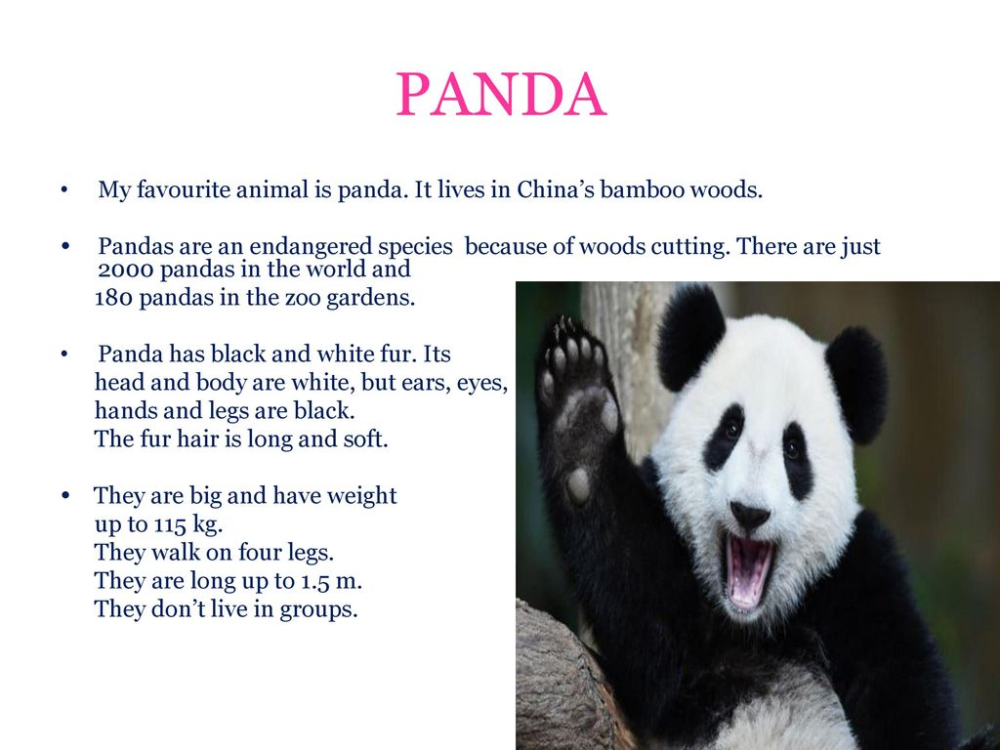 PANDA
• My favourite animal is panda. It lives in China’s bamboo woods.
• Pandas are an endangered species  because of woods cutting. There are just
2000 pandas in the world and
180 pandas in the zoo gardens.
• Panda has black and white fur. Its
head and body are white, but ears, eyes,
hands and legs are black.
The fur hair is long and soft.
• They are big and have weight
up to 115 kg.
They walk on four legs.
They are long up to 1.5 m.
They don’t live in groups.